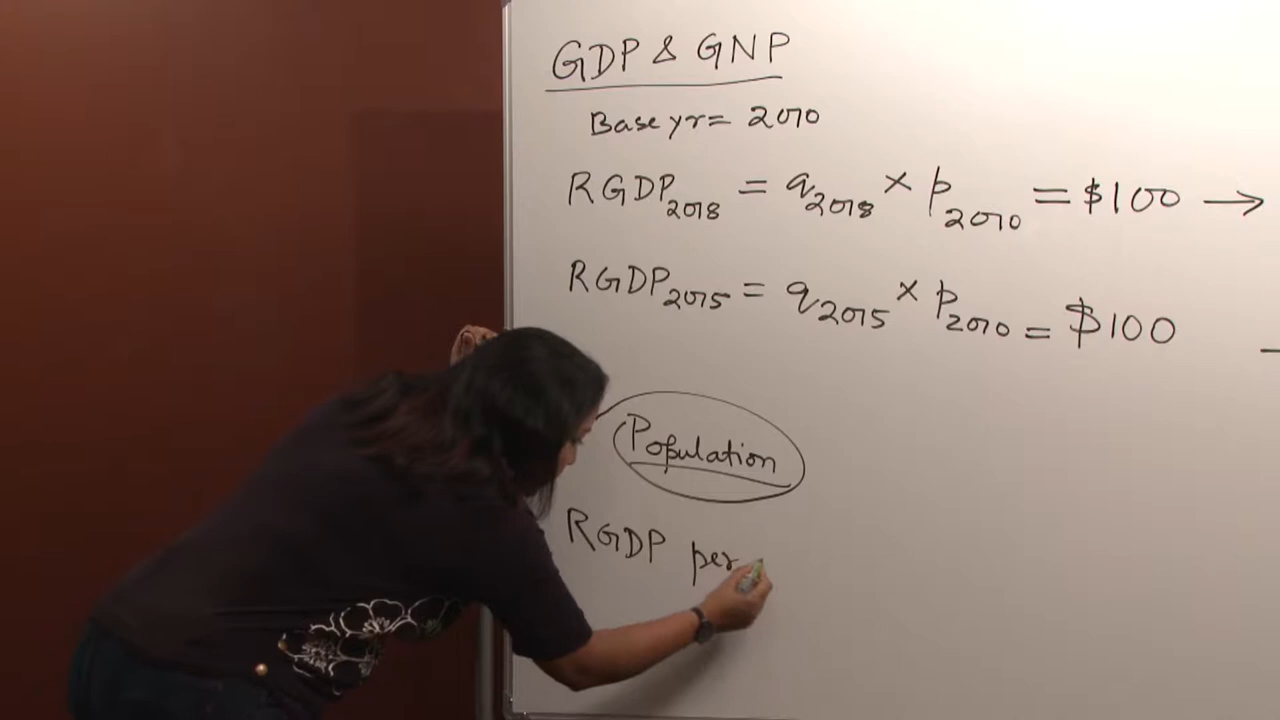 GDP & GNP
Base yr = 2010
RGDP2018 = q2018 × p2010 = $100 →
RGDP2015 = q2015 × p2010 = $100
Population
RGDP per